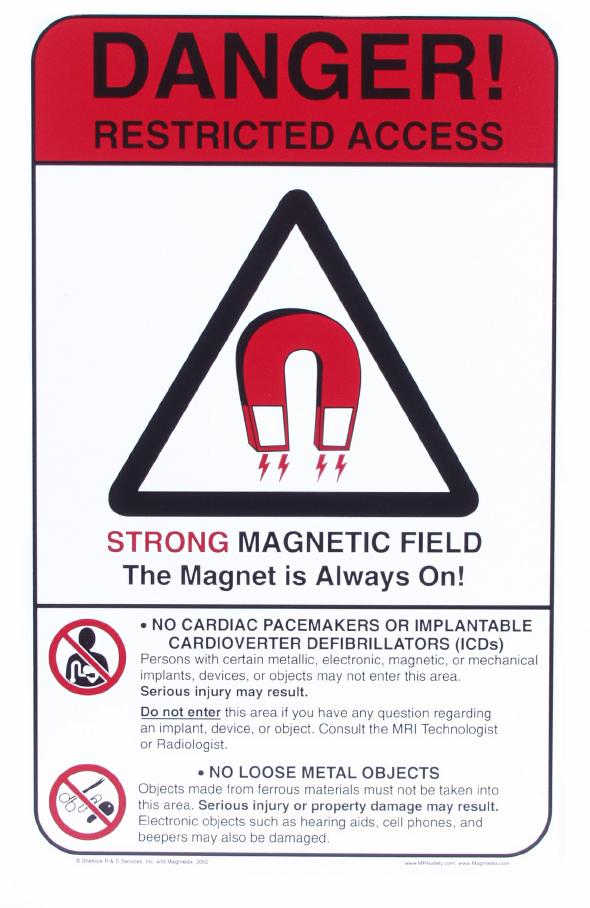 DANGER!
RESTRICTED ACCESS
STRONG MAGNETIC FIELD
The Magnet is Always On!
• NO CARDIAC PACEMAKERS OR IMPLANTABLE
CARDIOVERTER DEFIBRILLATORS (ICDs)
Persons with certain metallic, electronic, magnetic, or mechanical
implants, devices, or objects may not enter this area.
Serious injury may result.
Do not enter this area if you have any question regarding
an implant, device, or object. Consult the MRI Technologist
or Radiologist.
• NO LOOSE METAL OBJECTS
Objects made from ferrous materials must not be taken into
this area. Serious injury or property damage may result.
Electronic objects such as hearing aids, cell phones, and
beepers may also be damaged.
© Shellock R & D Services, Inc. and Magmedix, 2002
www.MRIsafety.com; www.Magmedix.com